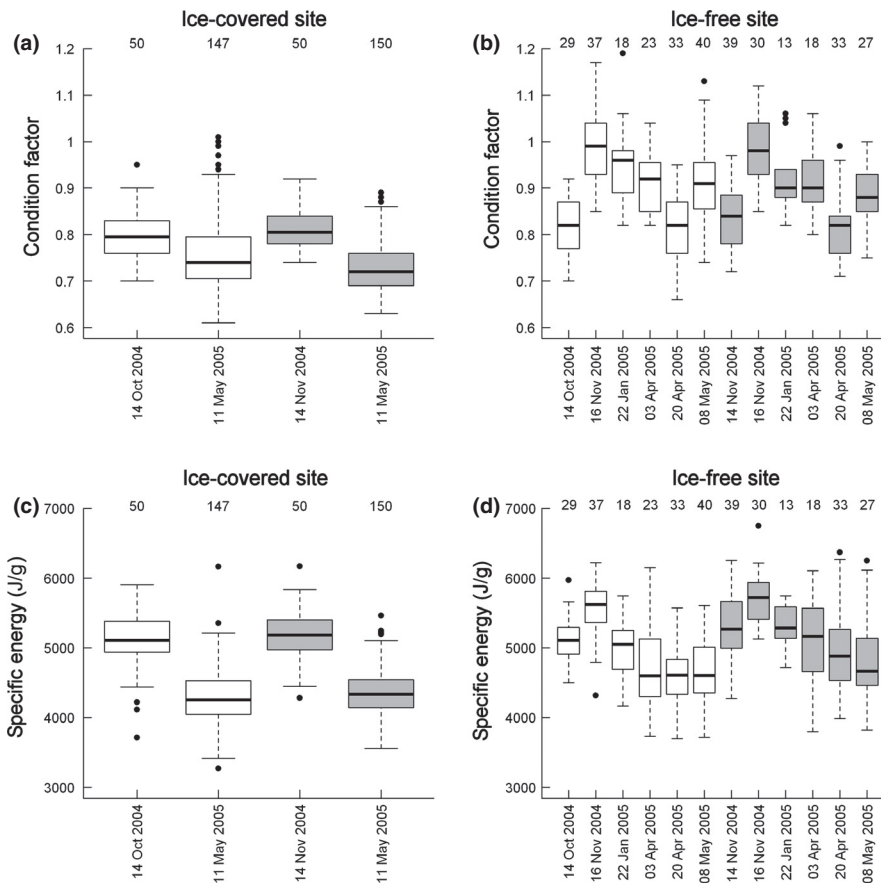 Ice-covered site
(a)
50 147 50 150
1.2
1.1
1
0.9
0.8
0.7
0.6
Condition factor
14 Oct 2004
11 May 2005
14 Nov 2004
11 May 2005
Ice-free site
(b)
29 37 18 23 33 40 39 30 13 18 33 27
1.2
1.1
1
0.9
0.8
0.7
0.6
Condition factor
14 Oct 2004
16 Nov 2004
22 Jan 2005
03 Apr 2005
20 Apr 2005
08 May 2005
14 Nov 2004
16 Nov 2004
22 Jan 2005
03 Apr 2005
20 Apr 2005
08 May 2005
Ice-covered site
(c)
50 147 50 150
7000
6000
5000
4000
3000
Specific energy (J/g)
14 Oct 2004
11 May 2005
14 Nov 2004
11 May 2005
Ice-free site
(d)
29 37 18 23 33 40 39 30 13 18 33 27
7000
6000
5000
4000
3000
Specific energy (J/g)
14 Oct 2004
16 Nov 2004
22 Jan 2005
03 Apr 2005
20 Apr 2005
08 May 2005
14 Nov 2004
16 Nov 2004
22 Jan 2005
03 Apr 2005
20 Apr 2005
08 May 2005